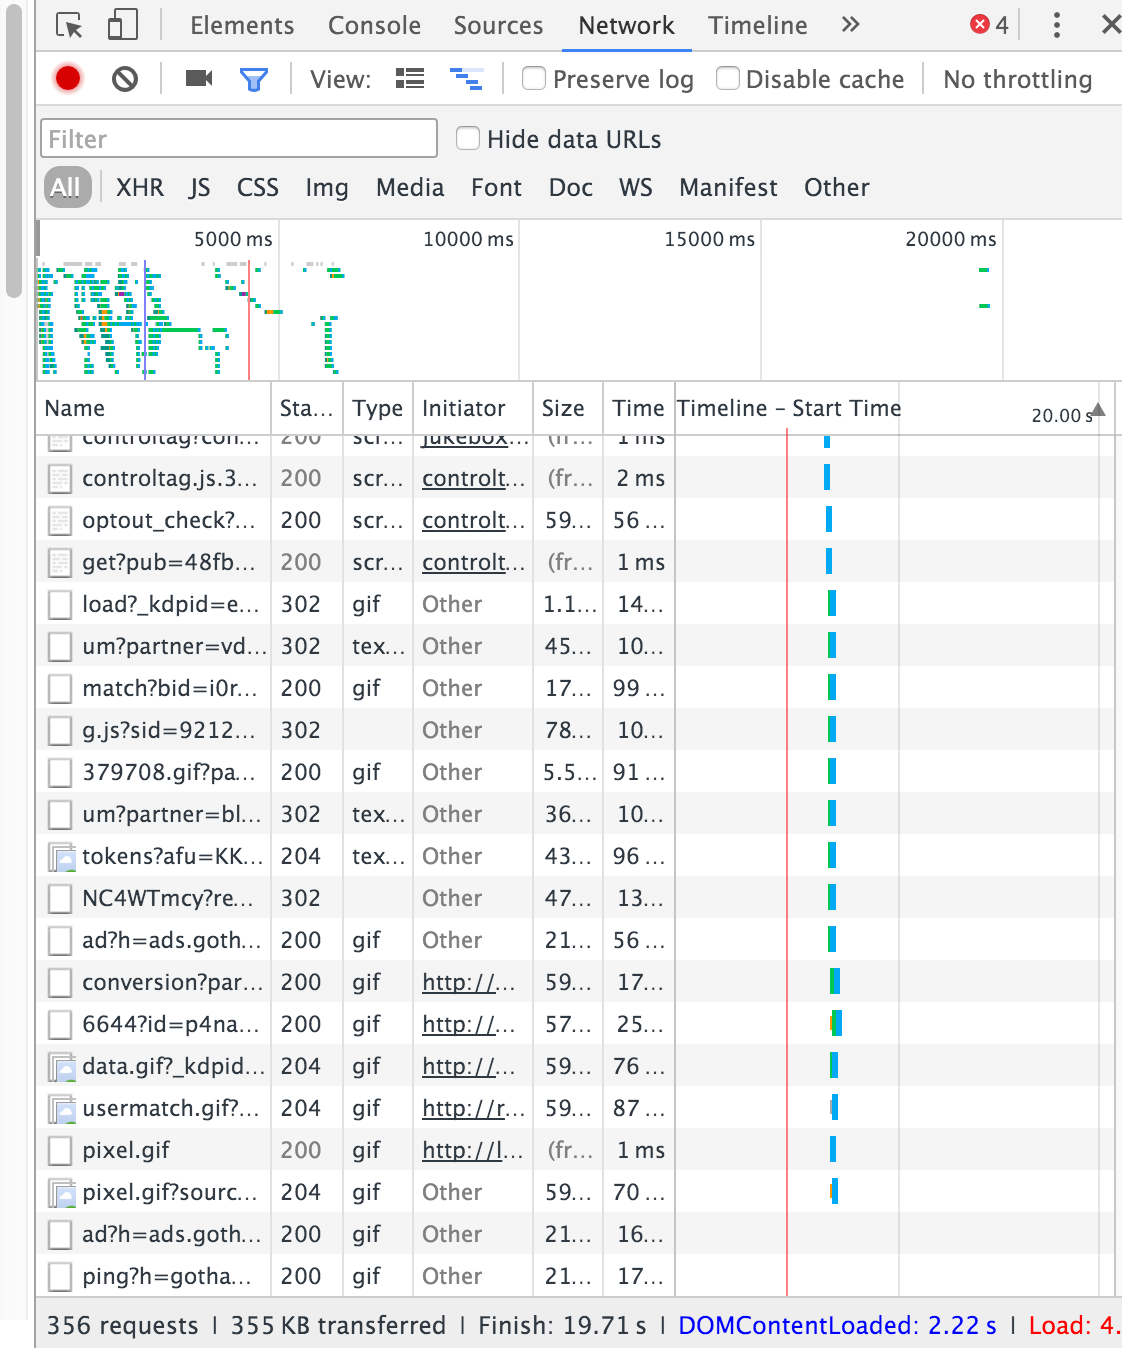 Elements Console Sources Network Timeline » 4
View: Preserve log Disable cache No throttling
Filter Hide data URLs
All XHR JS CSS Img Media Font Doc WS Manifest Other
5000 ms 10000 ms 15000 ms 20000 ms
Name Sta... Type Initiator Size Time Timeline – Start Time 20.00 s
controltag?con... 200 scr... jukebox... (fr... 1 ms
controltag.js.3... 200 scr... controlt... (fr... 2 ms
optout_check?... 200 scr... controlt... 59... 56 ...
get?pub=48fb... 200 scr... controlt... (fr... 1 ms
load?_kdpid=e... 302 gif Other 1.1... 14...
um?partner=vd... 302 tex... Other 45... 10...
match?bid=i0r... 200 gif Other 17... 99 ...
g.js?sid=9212... 302 Other 78... 10...
379708.gif?pa... 200 gif Other 5.5... 91 ...
um?partner=bl... 302 tex... Other 36... 10...
tokens?afu=KK... 204 tex... Other 43... 96 ...
NC4WTmcy?re... 302 Other 47... 13...
ad?h=ads.goth... 200 gif Other 21... 56 ...
conversion?par... 200 gif http://... 59... 17...
6644?id=p4na... 200 gif http://... 57... 25...
data.gif?_kdpid... 204 gif http://... 59... 76 ...
usermatch.gif?... 204 gif http://r... 59... 87 ...
pixel.gif 200 gif http://l... (fr... 1 ms
pixel.gif?sourc... 204 gif Other 59... 70 ...
ad?h=ads.goth... 200 gif Other 21... 16...
ping?h=gotha... 200 gif Other 21... 17...
356 requests | 355 KB transferred | Finish: 19.71 s | DOMContentLoaded: 2.22 s | Load: 4.